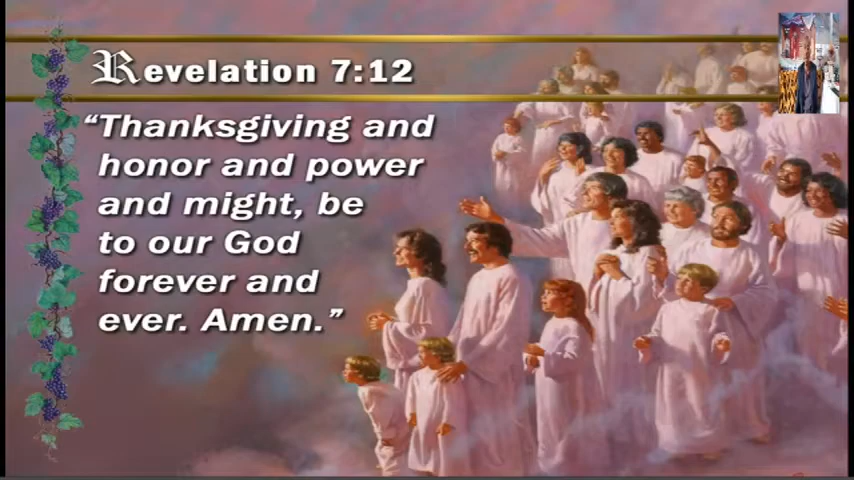 Revelation 7:12
“Thanksgiving and
honor and power
and might, be
to our God
forever and
ever. Amen.”